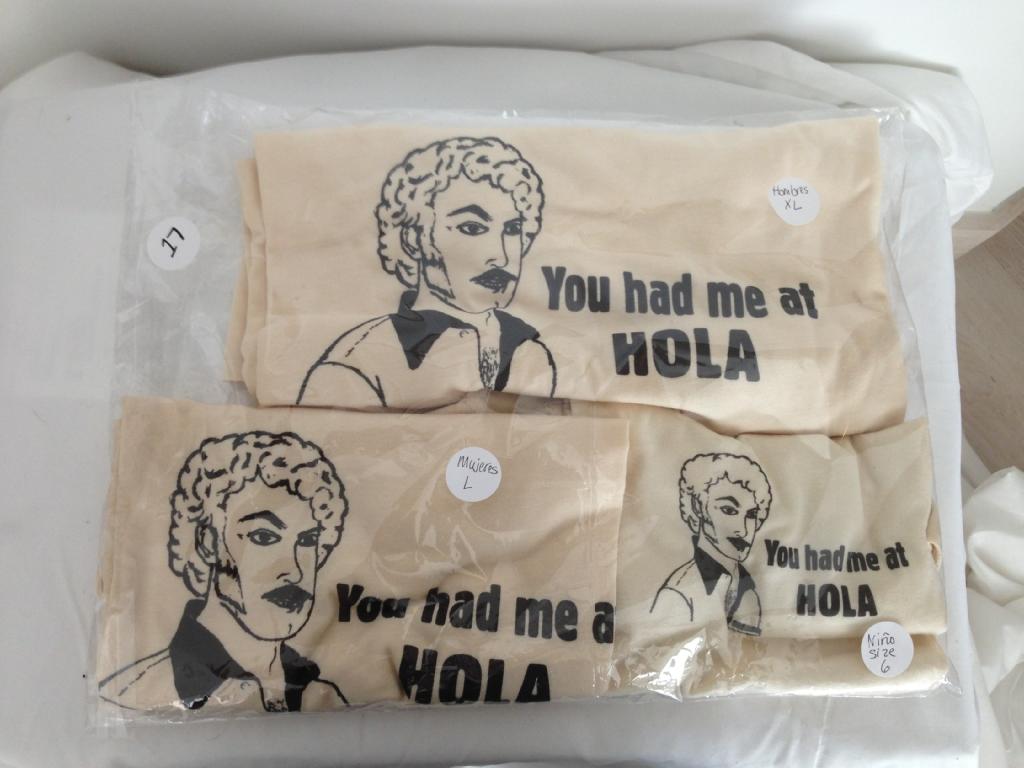 17
Hombres
XL
You had me at
HOLA
Mujeres
L
You had me a
HOLA
You had me at
HOLA
Niño
size
6